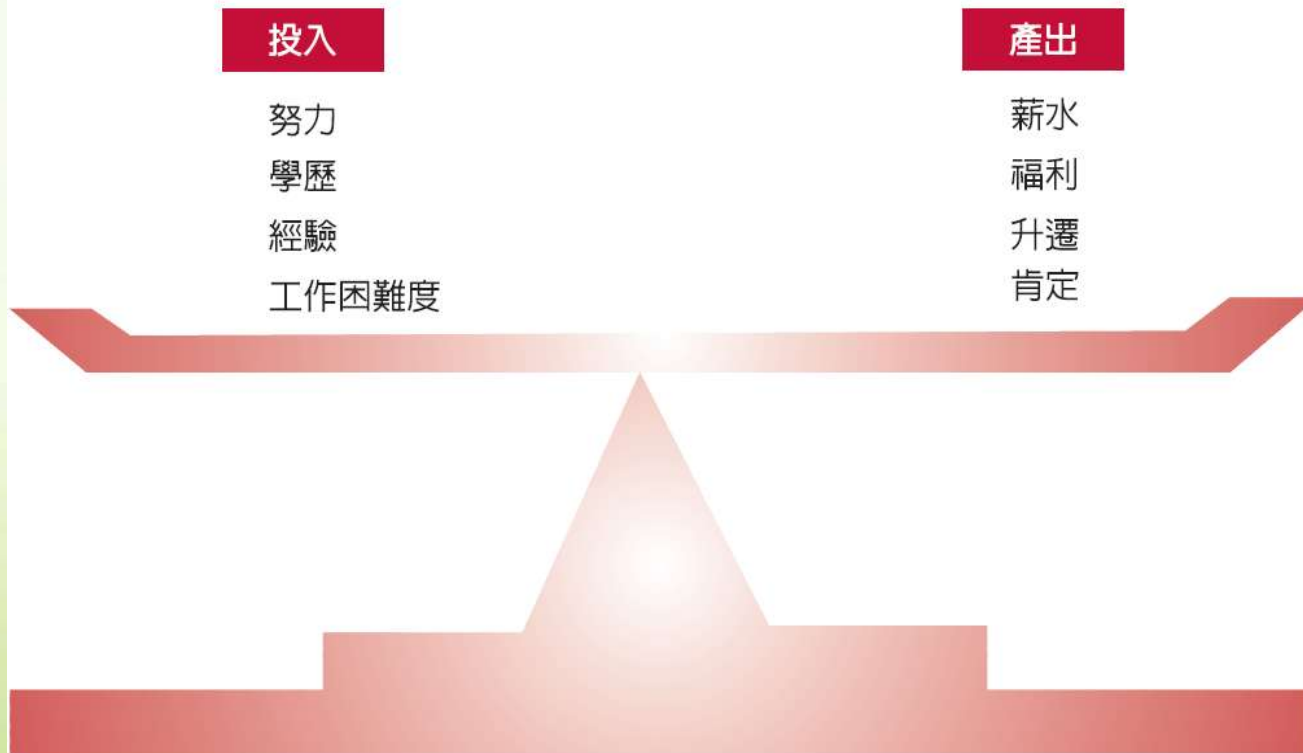 投入
努力
學歷
經驗
工作困難度
產出
薪水
福利
升遷
肯定